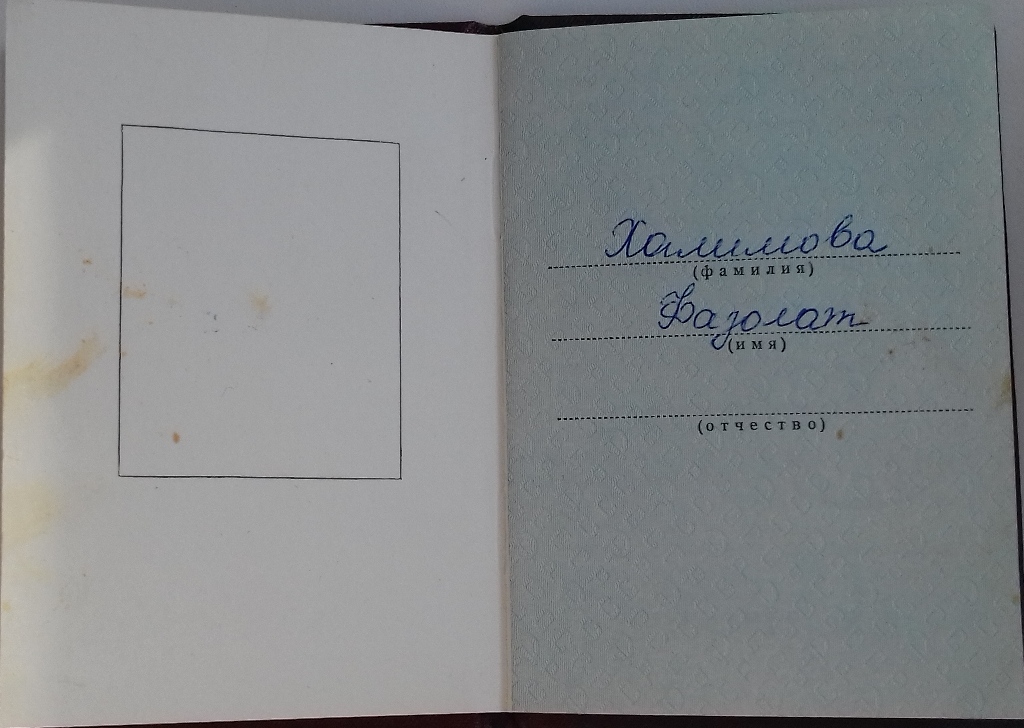 Халимова
(фамилия)
Фазолат
(имя)
(отчество)